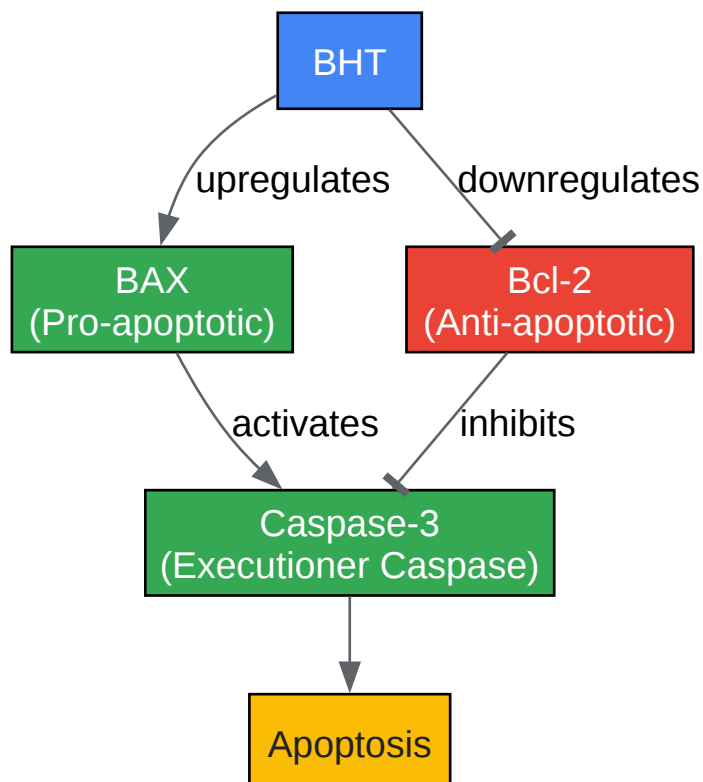 BHT
upregulates
downregulates
BAX
(Pro-apoptotic)
Bcl-2
(Anti-apoptotic)
activates
inhibits
Caspase-3
(Executioner Caspase)
Apoptosis